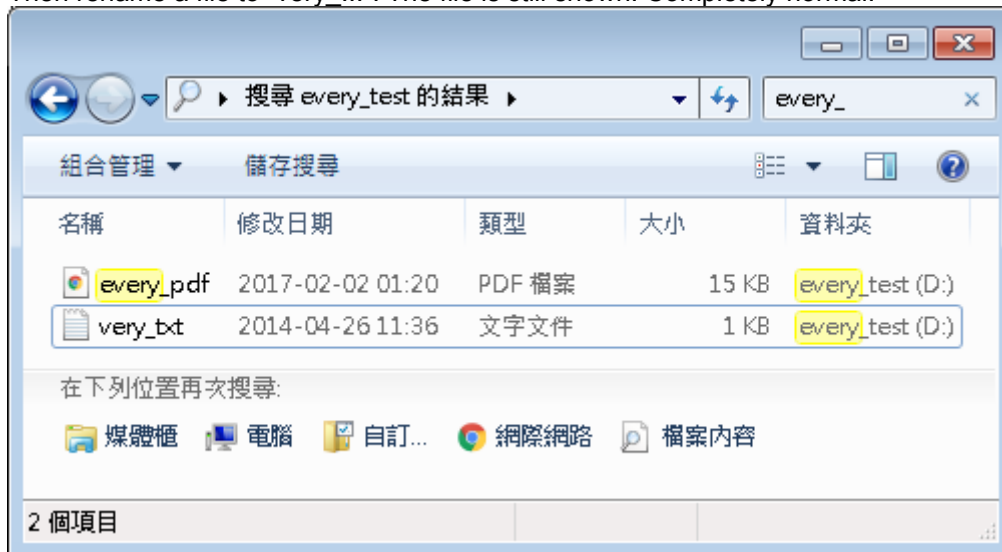 Then rename a file to "very_...". The file is still shown. Completely normal.
搜尋 every_test 的結果
every_
組合管理
儲存搜尋
名稱 修改日期 類型 大小 資料夾
every_pdf 2017-02-02 01:20 PDF 檔案 15 KB every_test (D:)
very_txt 2014-04-26 11:36 文字文件 1 KB every_test (D:)
在下列位置再次搜尋:
媒體櫃 電腦 自訂... 網際網路 檔案內容
2 個項目